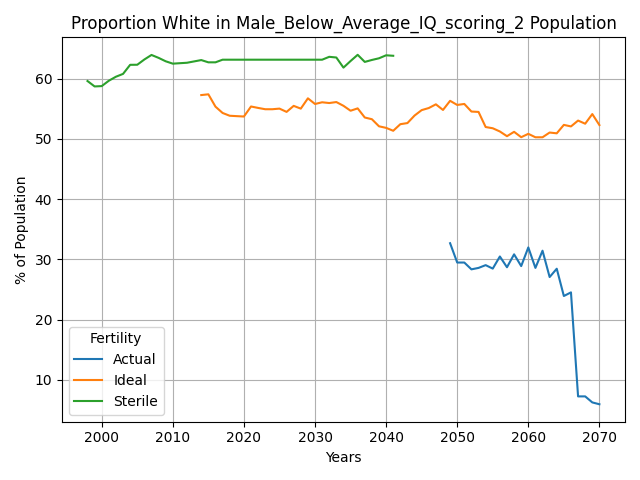 Proportion White in Male_Below_Average_IQ_scoring_2 Population
% of Population
60
50
40
30
20
10
Fertility
Actual
Ideal
Sterile
2000 2010 2020 2030 2040 2050 2060 2070
Years